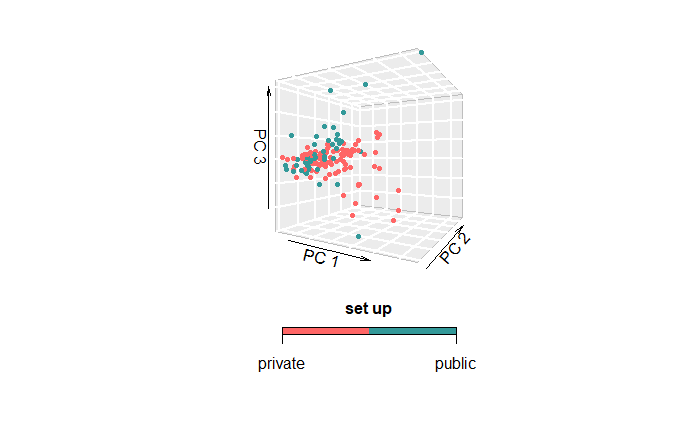 PC 3
PC 1
PC 2
set up
private
public